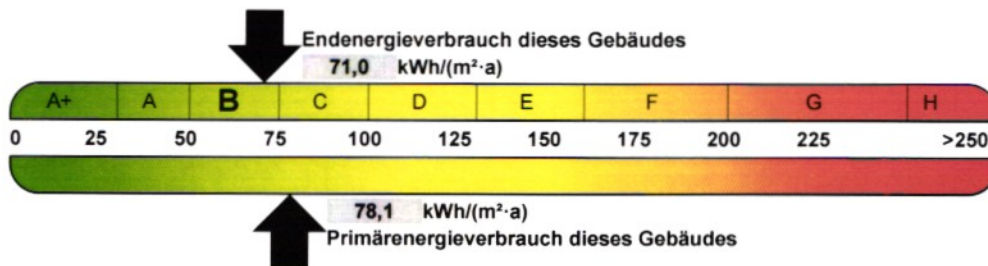 Endenergieverbrauch dieses Gebäudes
71,0 kWh/(m²·a)
A+ A B C D E F G H
0 25 50 75 100 125 150 175 200 225 >250
78,1 kWh/(m²·a)
Primärenergieverbrauch dieses Gebäudes